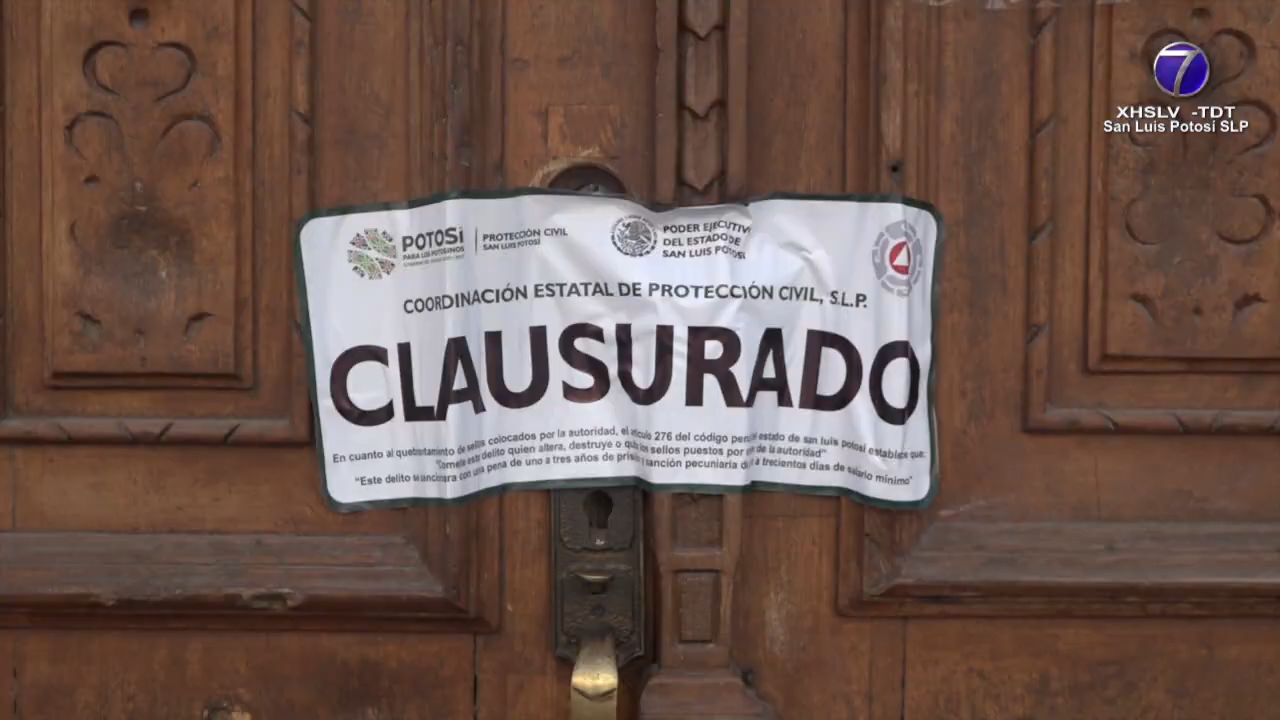 7
XHSLV -TDT
San Luis Potosí SLP
POTOSí
PARA LOS POTOSINOS
PROTECCIÓN CIVIL
SAN LUIS POTOSÍ
PODER EJECUTIV
DEL ESTADO DE
SAN LUIS POTOSÍ
COORDINACIÓN ESTATAL DE PROTECCIÓN CIVIL, S.L.P.
CLAUSURADO
En cuanto al quebrantamiento de sellos colocados por la autoridad, el artículo 276 del código penal estado de san luis potosí establece que:
"Comete este delito quien altera, destruye o quita los sellos puestos por de la autoridad"
"Este delito se sancionara con una pena de uno a tres años de prisión sanción pecuniaria a trecientos días de salario mínimo"